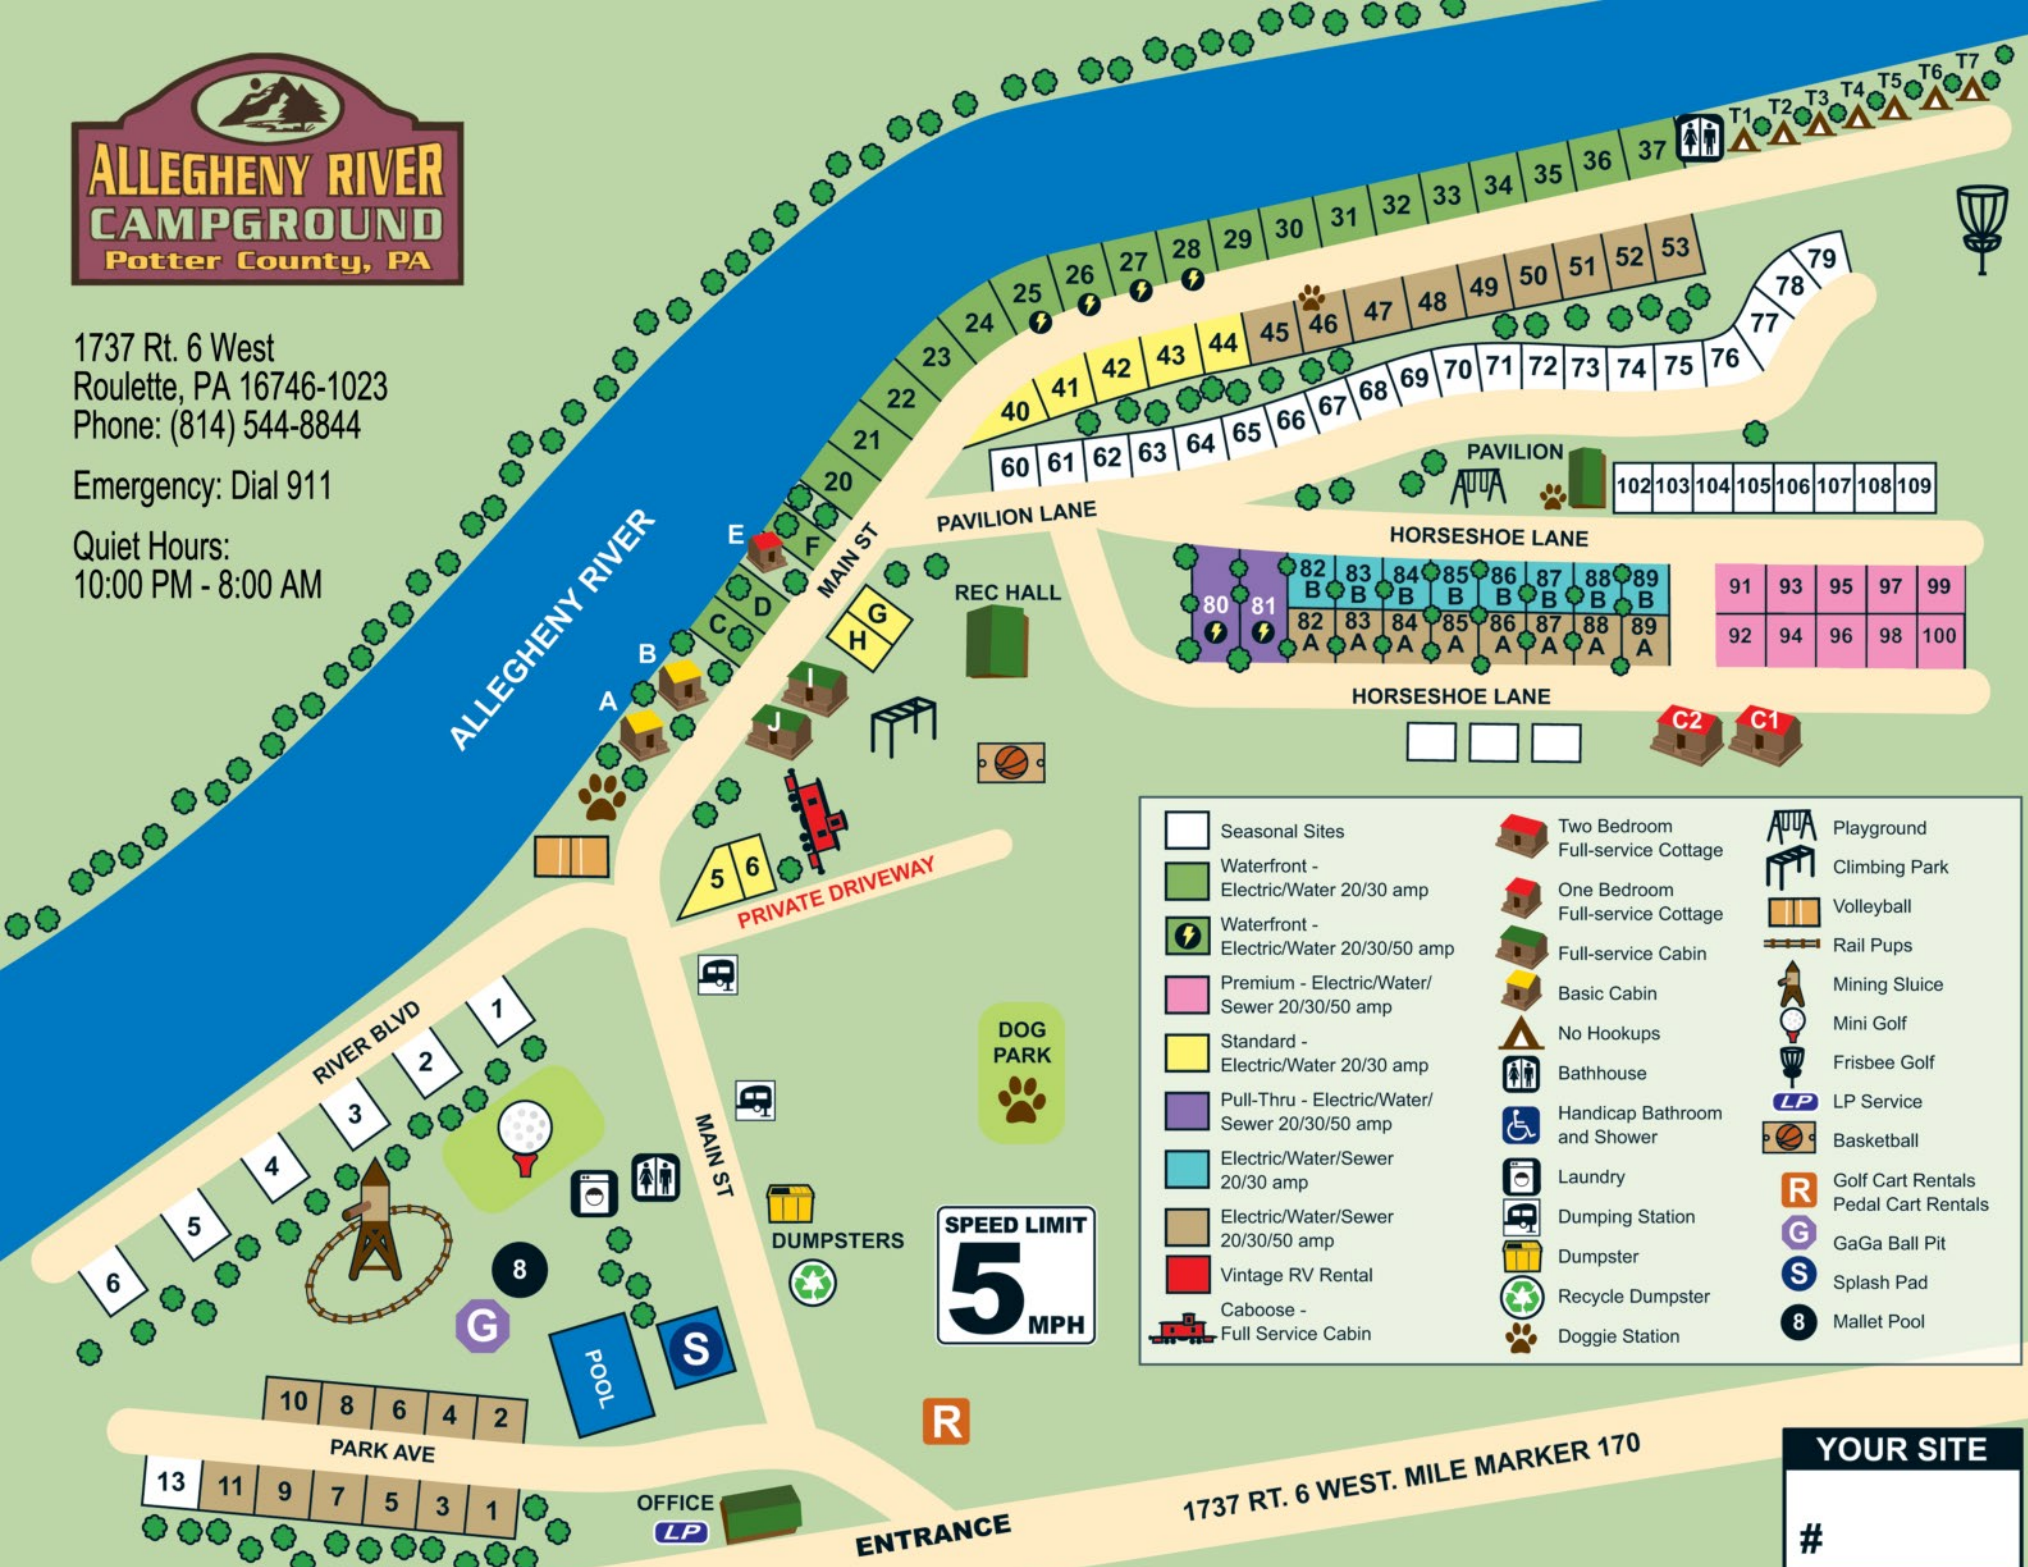 ALLEGHENY RIVER
CAMPGROUND
Potter County, PA
1737 Rt. 6 West
Roulette, PA 16746-1023
Phone: (814) 544-8844
Emergency: Dial 911
Quiet Hours:
10:00 PM - 8:00 AM
ALLEGHENY RIVER
T1 T2 T3 T4 T5 T6 T7
20 21 22 23 24 25 26 27 28 29 30 31 32 33 34 35 36 37
40 41 42 43 44 45 46 47 48 49 50 51 52 53
60 61 62 63 64 65 66 67 68 69 70 71 72 73 74 75 76 77 78 79
PAVILION
102 103 104 105 106 107 108 109
PAVILION LANE
HORSESHOE LANE
80 81
82 83 84 85 86 87 88 89
B B B B B B B B
82 83 84 85 86 87 88 89
A A A A A A A A
91 93 95 97 99
92 94 96 98 100
HORSESHOE LANE
C2 C1
E
F
D
C
B
A
MAIN ST
G
H
I
J
REC HALL
5 6
PRIVATE DRIVEWAY
RIVER BLVD
1
2
3
4
5
6
MAIN ST
DOG
PARK
DUMPSTERS
SPEED LIMIT
5
MPH
8
G
POOL
S
R
10 8 6 4 2
PARK AVE
13 11 9 7 5 3 1
OFFICE
LP
ENTRANCE
1737 RT. 6 WEST. MILE MARKER 170
Seasonal Sites
Waterfront -
Electric/Water 20/30 amp
Waterfront -
Electric/Water 20/30/50 amp
Premium - Electric/Water/
Sewer 20/30/50 amp
Standard -
Electric/Water 20/30 amp
Pull-Thru - Electric/Water/
Sewer 20/30/50 amp
Electric/Water/Sewer
20/30 amp
Electric/Water/Sewer
20/30/50 amp
Vintage RV Rental
Caboose -
Full Service Cabin
Two Bedroom
Full-service Cottage
One Bedroom
Full-service Cottage
Full-service Cabin
Basic Cabin
No Hookups
Bathhouse
Handicap Bathroom
and Shower
Laundry
Dumping Station
Dumpster
Recycle Dumpster
Doggie Station
Playground
Climbing Park
Volleyball
Rail Pups
Mining Sluice
Mini Golf
Frisbee Golf
LP LP Service
Basketball
R Golf Cart Rentals
Pedal Cart Rentals
G GaGa Ball Pit
S Splash Pad
8 Mallet Pool
YOUR SITE
#